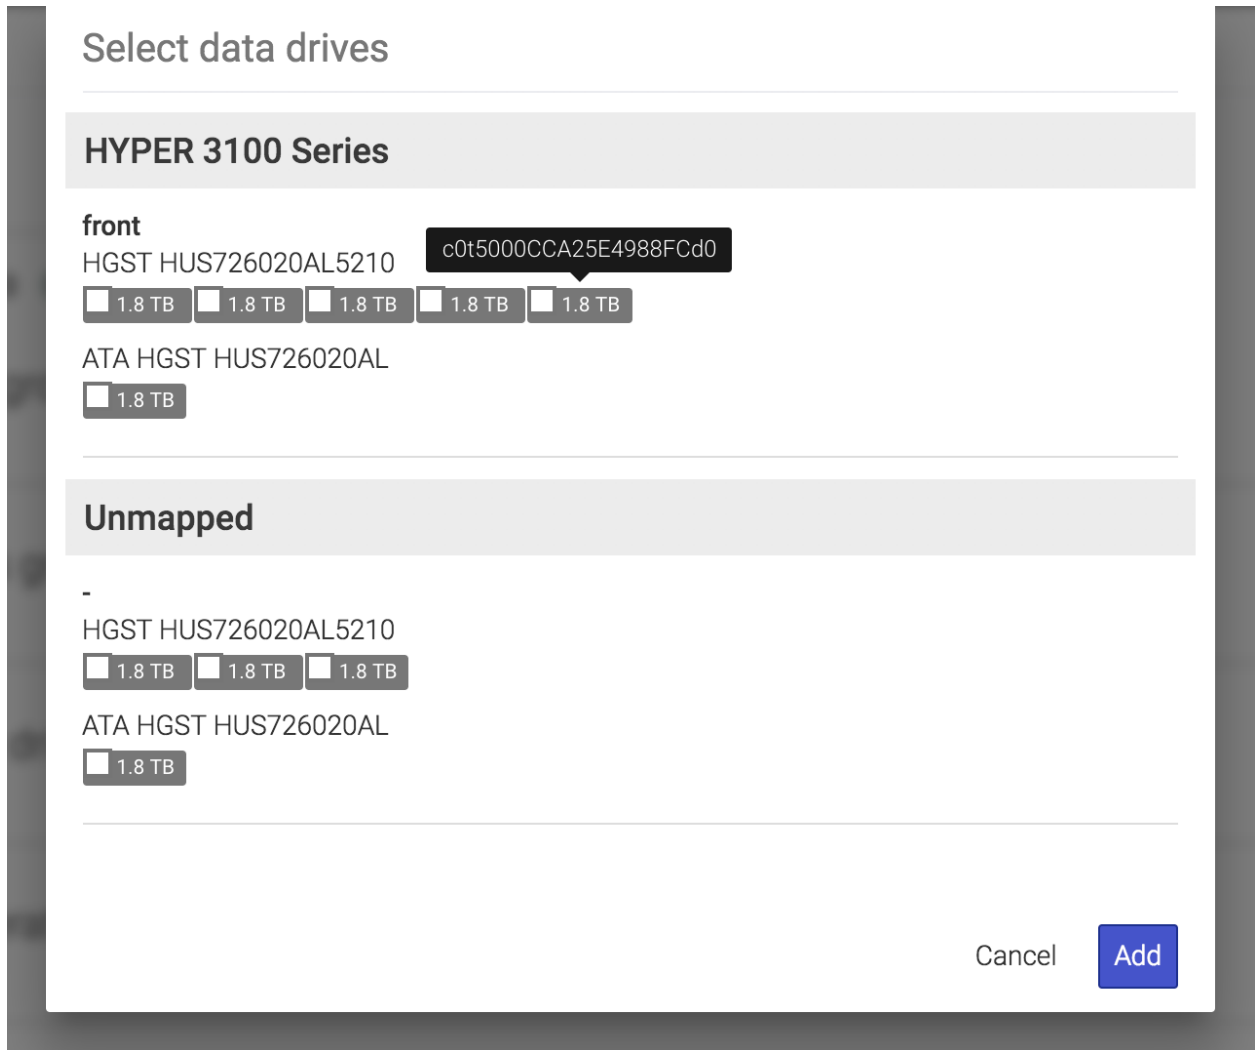 Select data drives
HYPER 3100 Series
front
HGST HUS726020AL5210
c0t5000CCA25E4988FCd0
1.8 TB 1.8 TB 1.8 TB 1.8 TB 1.8 TB
ATA HGST HUS726020AL
1.8 TB
Unmapped
-
HGST HUS726020AL5210
1.8 TB 1.8 TB 1.8 TB
ATA HGST HUS726020AL
1.8 TB
Cancel Add